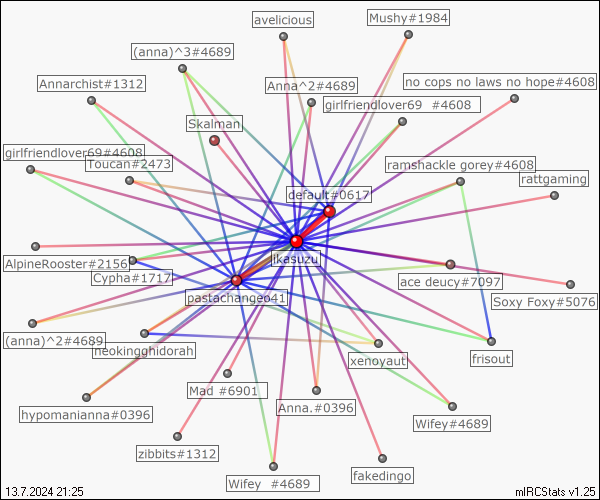 avelicious
Mushy#1984
(anna)^3#4689
Annarchist#1312
Anna^2#4689
no cops no laws no hope#4608
girlfriendlover69 #4608
Skalman
girlfriendlover69#4608
Toucan#2473
ramshackle gorey#4608
rattgaming
default#0617
ikasuzu
AlpineRooster#2156
Cypha#1717
ace deucy#7097
pastachangeo41
Soxy Foxy#5076
(anna)^2#4689
neokingghidorah
xenoyaut
frisout
Mad #6901
hypomanianna#0396
Anna.#0396
Wifey#4689
zibbits#1312
Wifey #4689
fakedingo
13.7.2024 21:25
mIRCStats v1.25